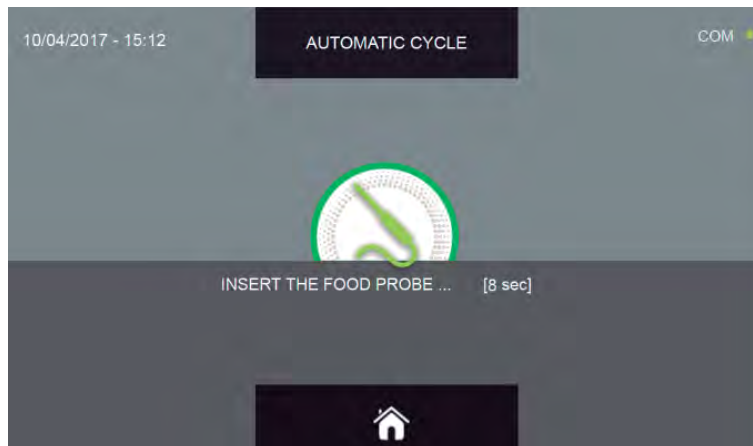 10/04/2017 - 15:12
AUTOMATIC CYCLE
COM
INSERT THE FOOD PROBE ... [8 sec]